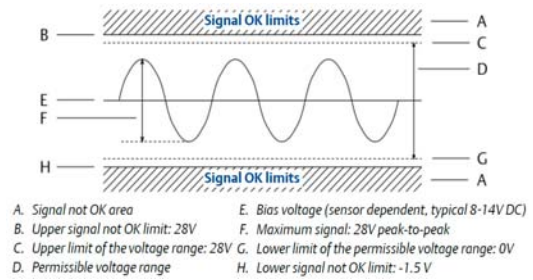 Signal OK limits
A
B
C
D
E
F
G
H
Signal OK limits
A
A. Signal not OK area
B. Upper signal not OK limit: 28V
C. Upper limit of the voltage range: 28V
D. Permissible voltage range
E. Bias voltage (sensor dependent, typical 8-14V DC)
F. Maximum signal: 28V peak-to-peak
G. Lower limit of the permissible voltage range: 0V
H. Lower signal not OK limit: -1.5 V